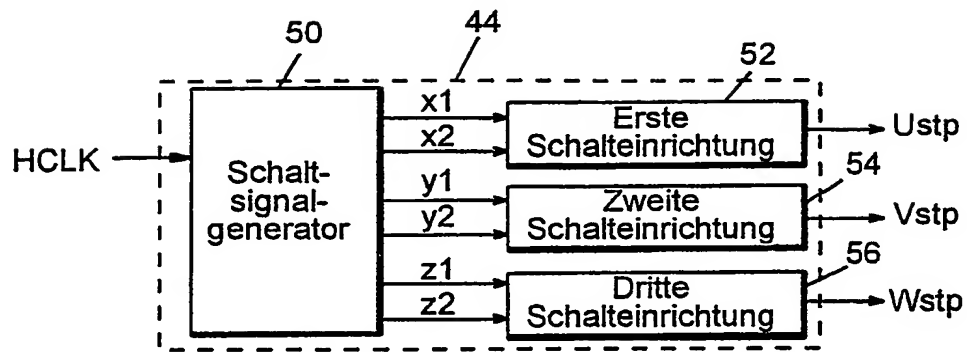 50
44
52
HCLK
Schalt-
signal-
generator
x1
x2
Erste
Schalteinrichtung
Ustp
54
y1
y2
Zweite
Schalteinrichtung
Vstp
56
z1
z2
Dritte
Schalteinrichtung
Wstp